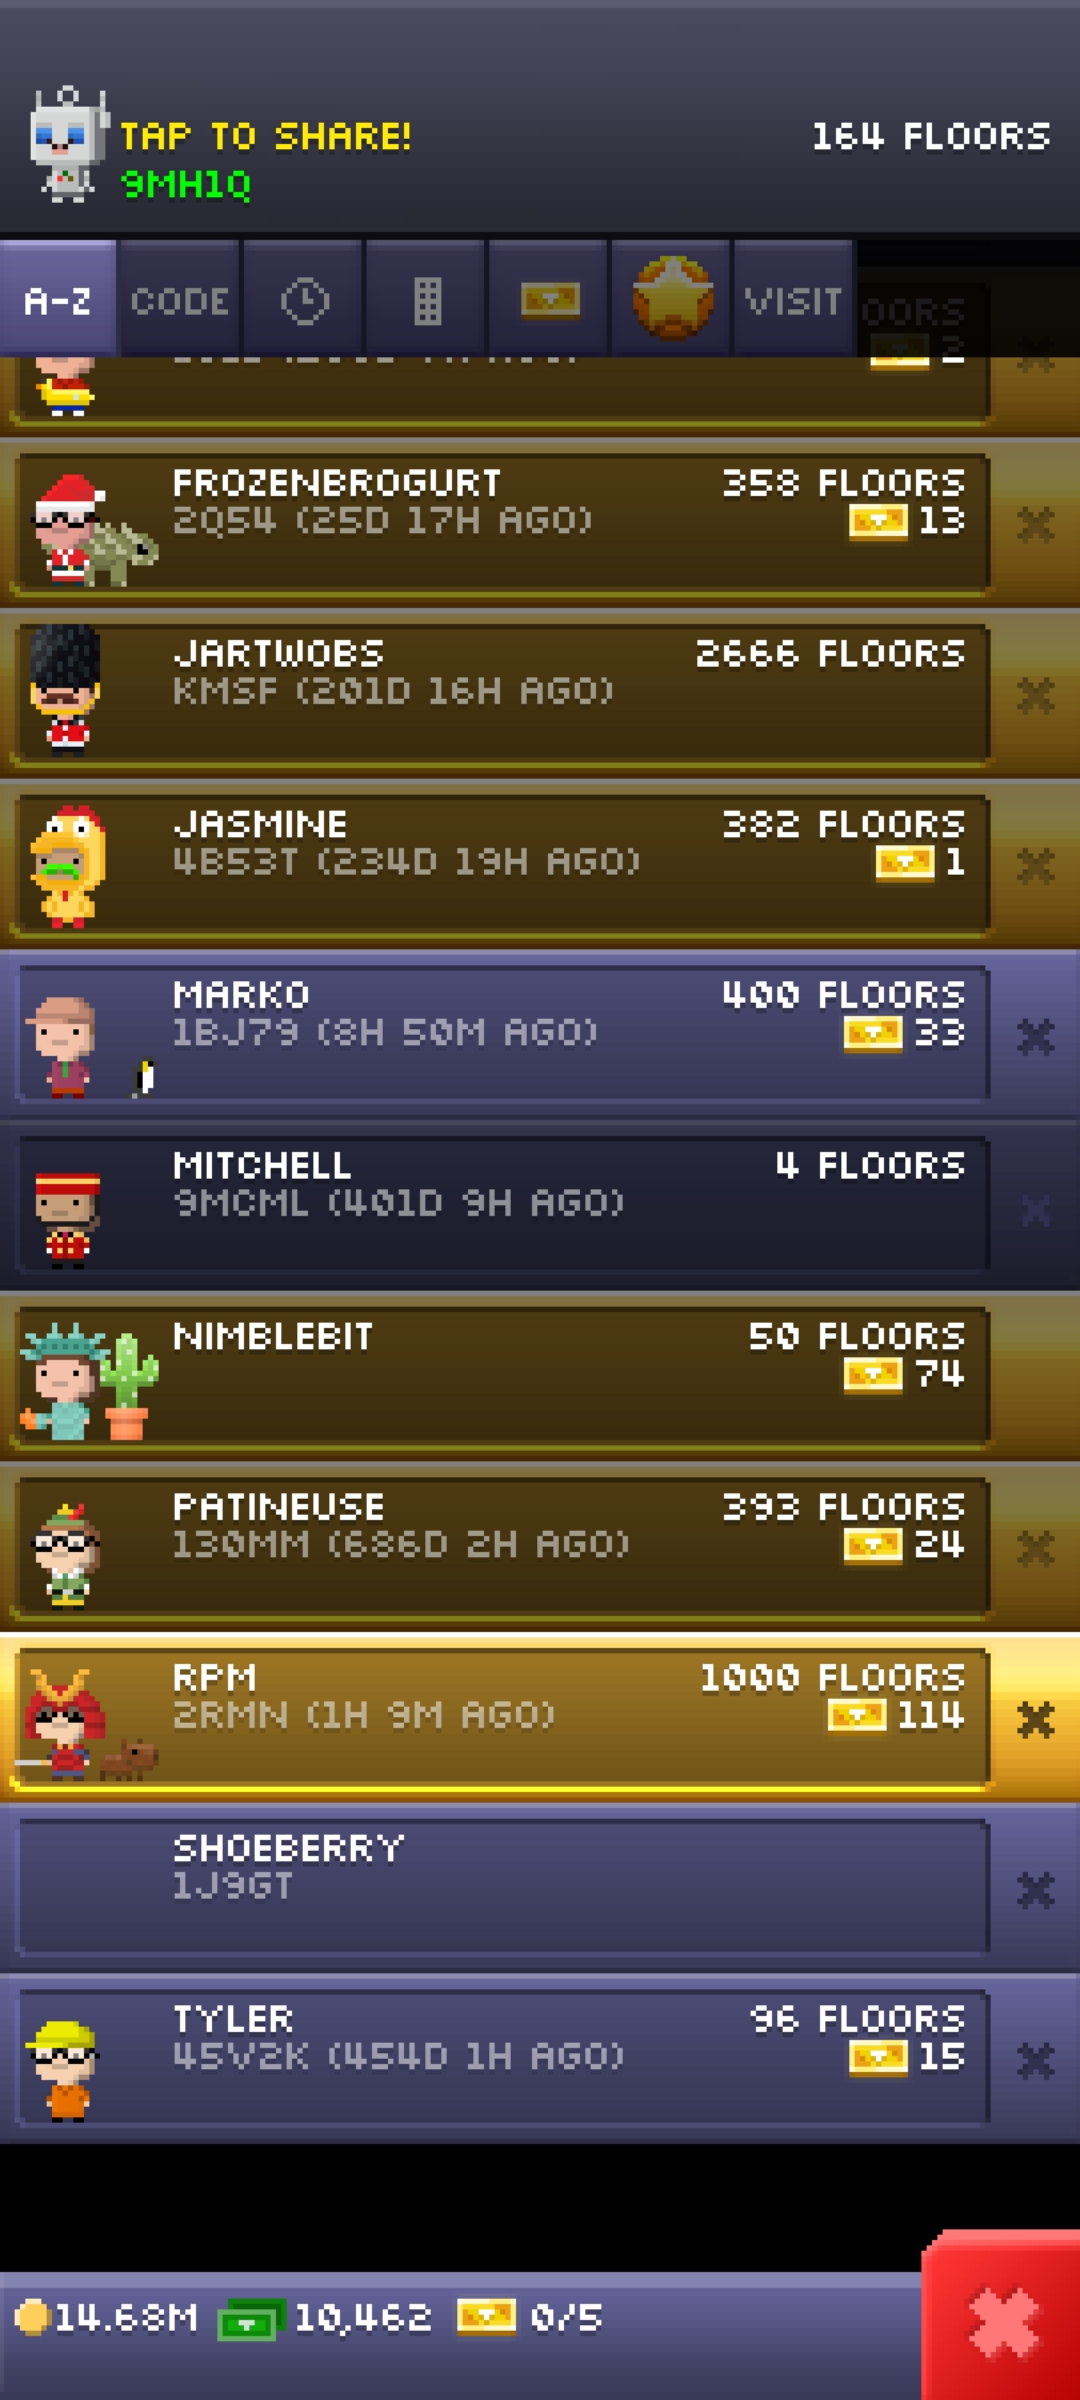 TAP TO SHARE!
164 FLOORS
9MH1Q
A-Z
CODE
VISIT
2
FROZENBROGURT
358 FLOORS
2Q54 (25D 17H AGO)
13
JARTWOBS
2666 FLOORS
KMSF (201D 16H AGO)
JASMINE
382 FLOORS
4B53T (234D 19H AGO)
1
MARKO
400 FLOORS
1BJ79 (8H 50M AGO)
33
MITCHELL
4 FLOORS
9MCML (401D 9H AGO)
NIMBLEBIT
50 FLOORS
74
PATINEUSE
393 FLOORS
130MM (686D 2H AGO)
24
RPM
1000 FLOORS
2RMN (1H 9M AGO)
114
SHOEBERRY
1J9GT
TYLER
96 FLOORS
45V2K (454D 1H AGO)
15
14.68M
10,462
0/5